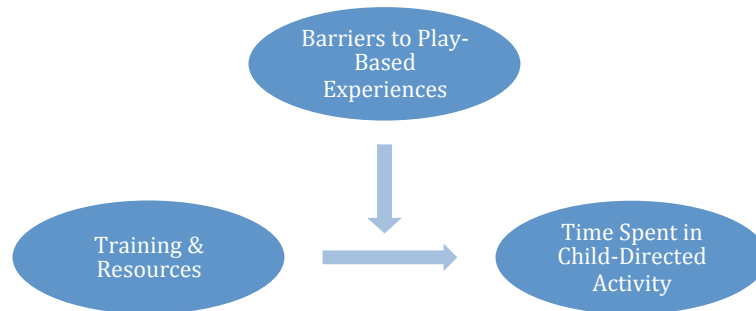 Barriers to Play-
Based
Experiences
Training &
Resources
Time Spent in
Child-Directed
Activity